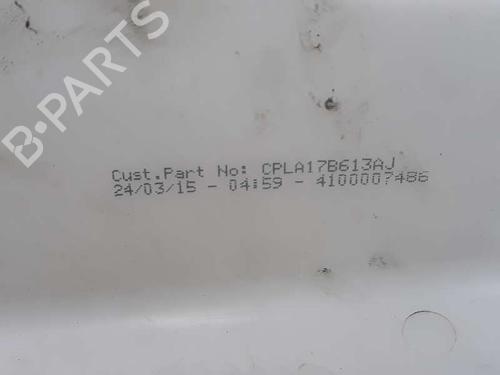 B-PARTS
Cust.Part No: CPLA17B613AJ
24/03/15 - 04:59 - 4100007486